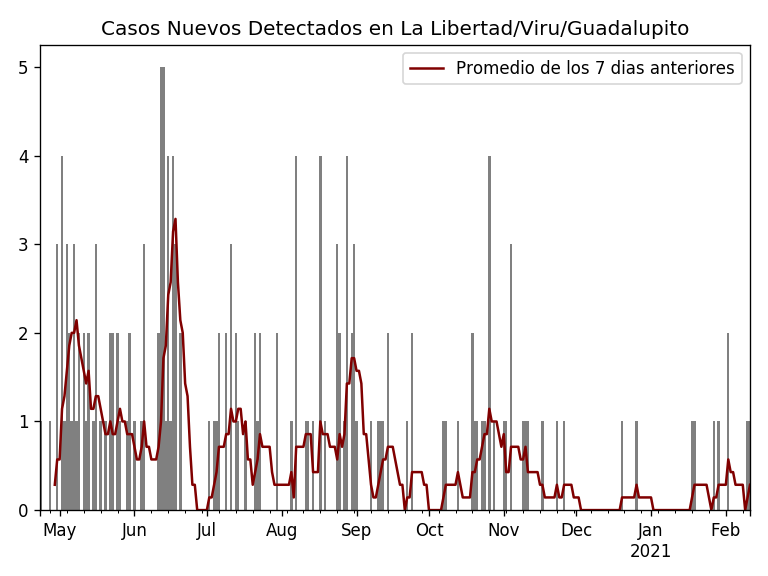 Casos Nuevos Detectados en La Libertad/Viru/Guadalupito
Promedio de los 7 dias anteriores
5
4
3
2
1
0
May Jun Jul Aug Sep Oct Nov Dec Jan Feb
2021